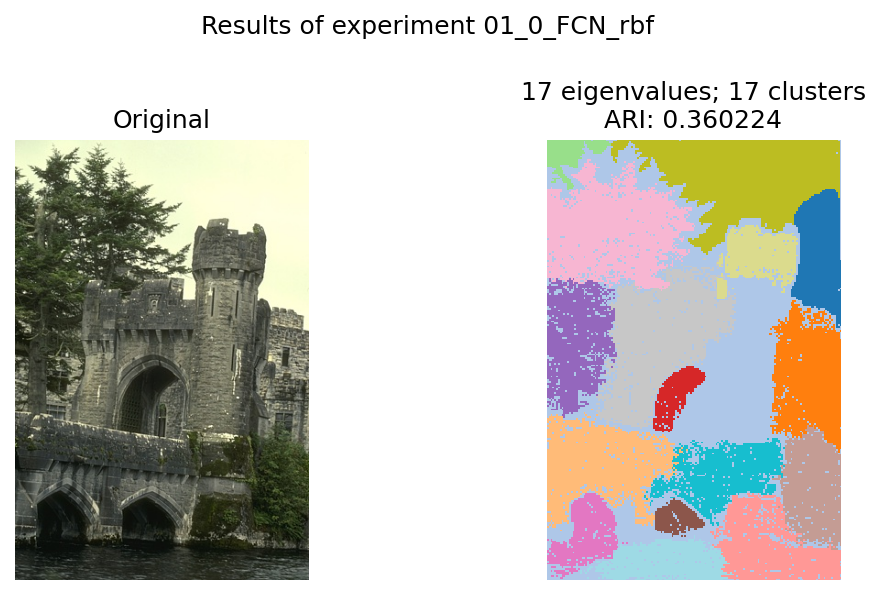 Results of experiment 01_0_FCN_rbf
Original
17 eigenvalues; 17 clusters
ARI: 0.360224